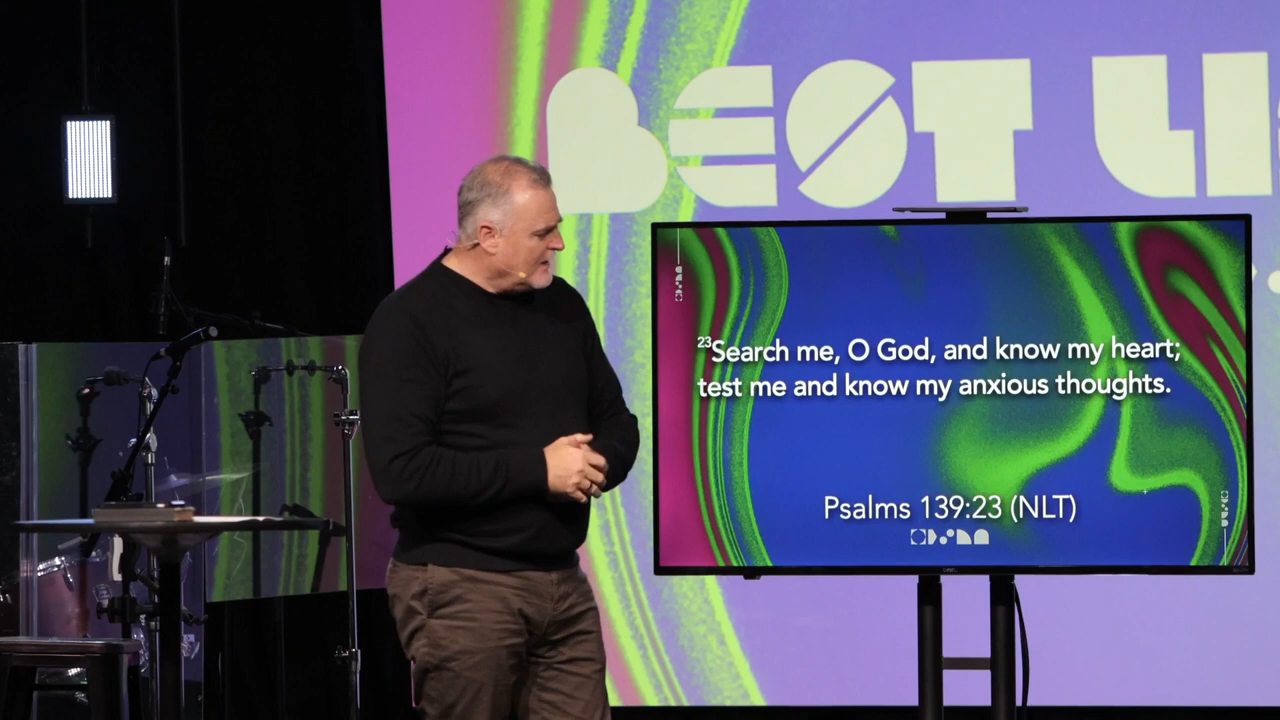 BEST LI
²³Search me, O God, and know my heart;
test me and know my anxious thoughts.
Psalms 139:23 (NLT)